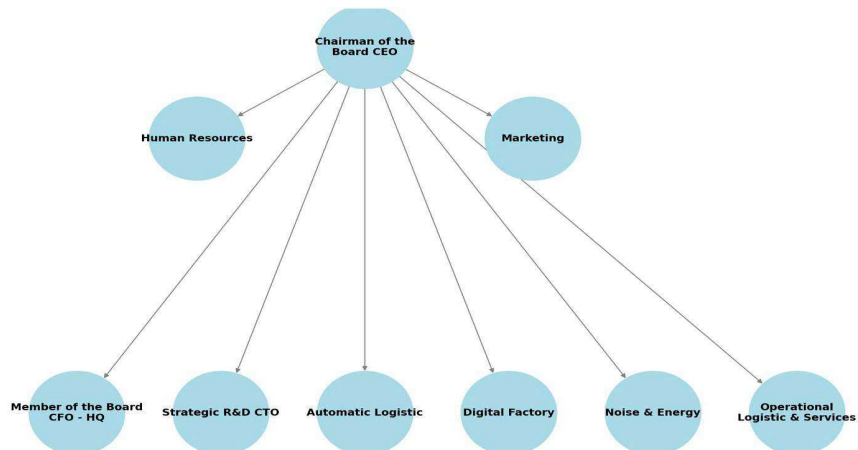 Chairman of the
Board CEO
Human Resources
Marketing
Member of the Board
CFO - HQ
Strategic R&D CTO
Automatic Logistic
Digital Factory
Noise & Energy
Operational
Logistic & Services